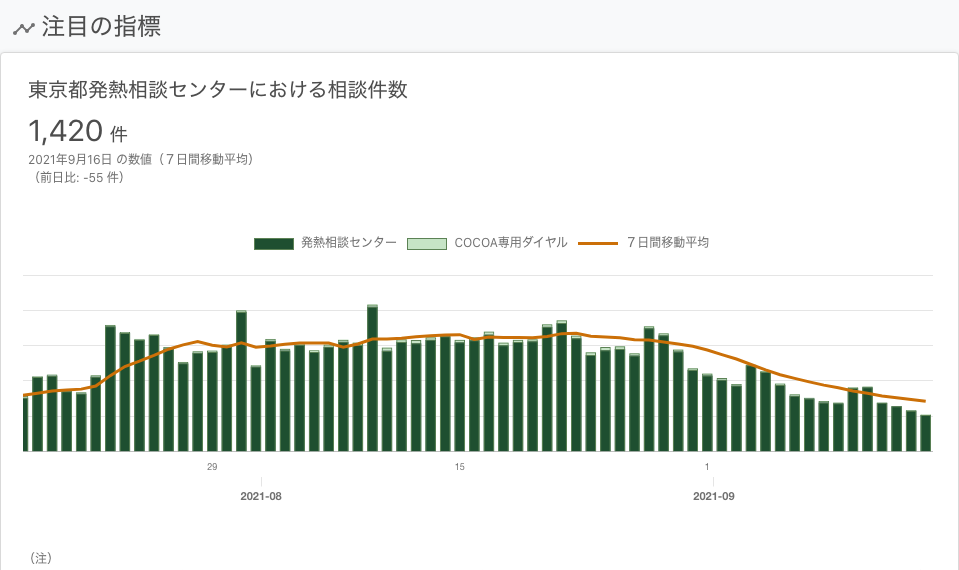 注目の指標
東京都発熱相談センターにおける相談件数
1,420 件
2021年9月16日 の数値（７日間移動平均）
（前日比: -55 件）
発熱相談センター COCOA専用ダイヤル ７日間移動平均
29 15 1
2021-08 2021-09
（注）